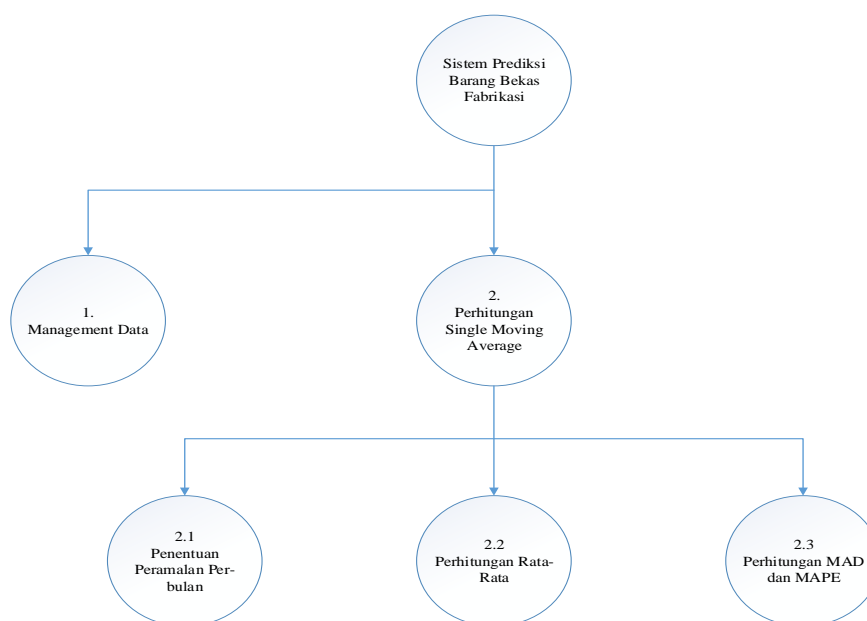 Sistem Prediksi
Barang Bekas
Fabrikasi
1.
Management Data
2.
Perhitungan
Single Moving
Average
2.1
Penentuan
Peramalan Per-
bulan
2.2
Perhitungan Rata-
Rata
2.3
Perhitungan MAD
dan MAPE